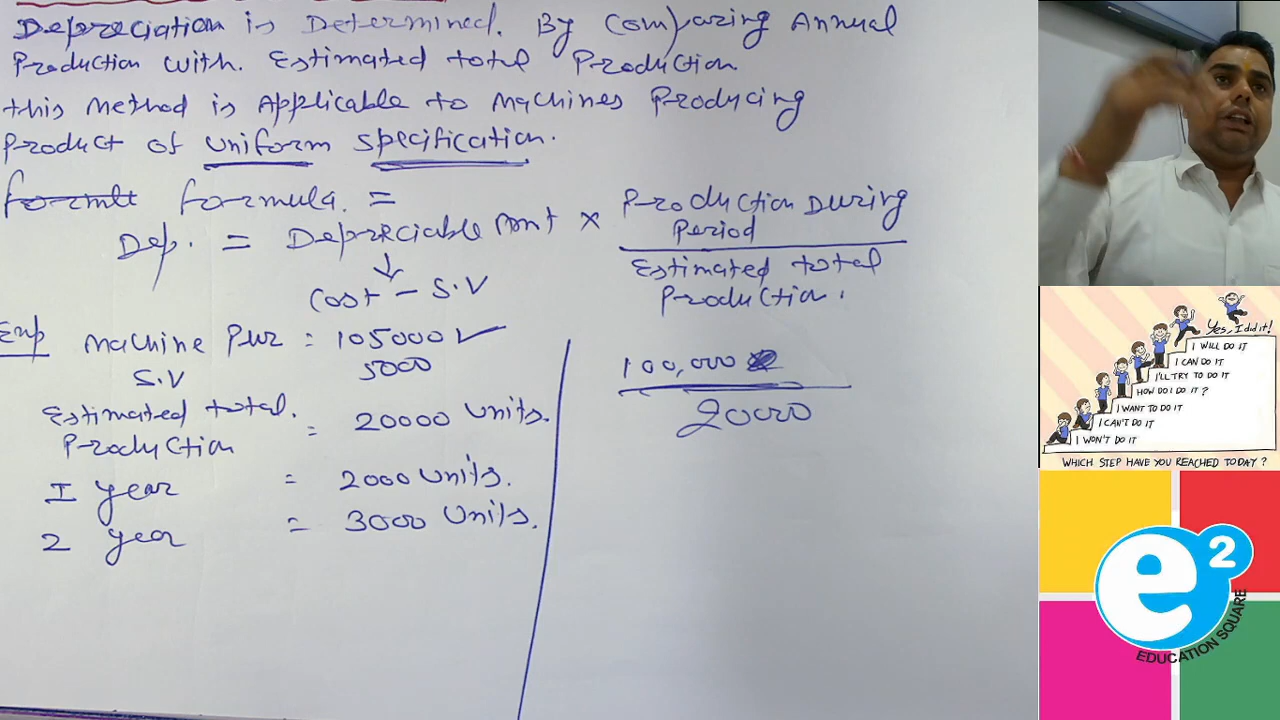 Depreciation is Determined. By Comparing Annual
Production with. Estimated total Production.
this Method is Applicable to Machines Producing
Product of uniform specification.
formula. =
Dep. = Depreciable Amt × Production During Period
Estimated total Production.
Cost - S.V
Exp Machine Pur = 105000 ✓
S.V 5000
Estimated total. Production = 20000 Units.
I year = 2000 Units.
2 year = 3000 Units.
100,000
20000
Yes, I did it!
I WILL DO IT
I CAN DO IT
I'LL TRY TO DO IT
HOW DO I DO IT ?
I WANT TO DO IT
I CAN'T DO IT
I WON'T DO IT
WHICH STEP HAVE YOU REACHED TODAY ?
e2
EDUCATION SQUARE